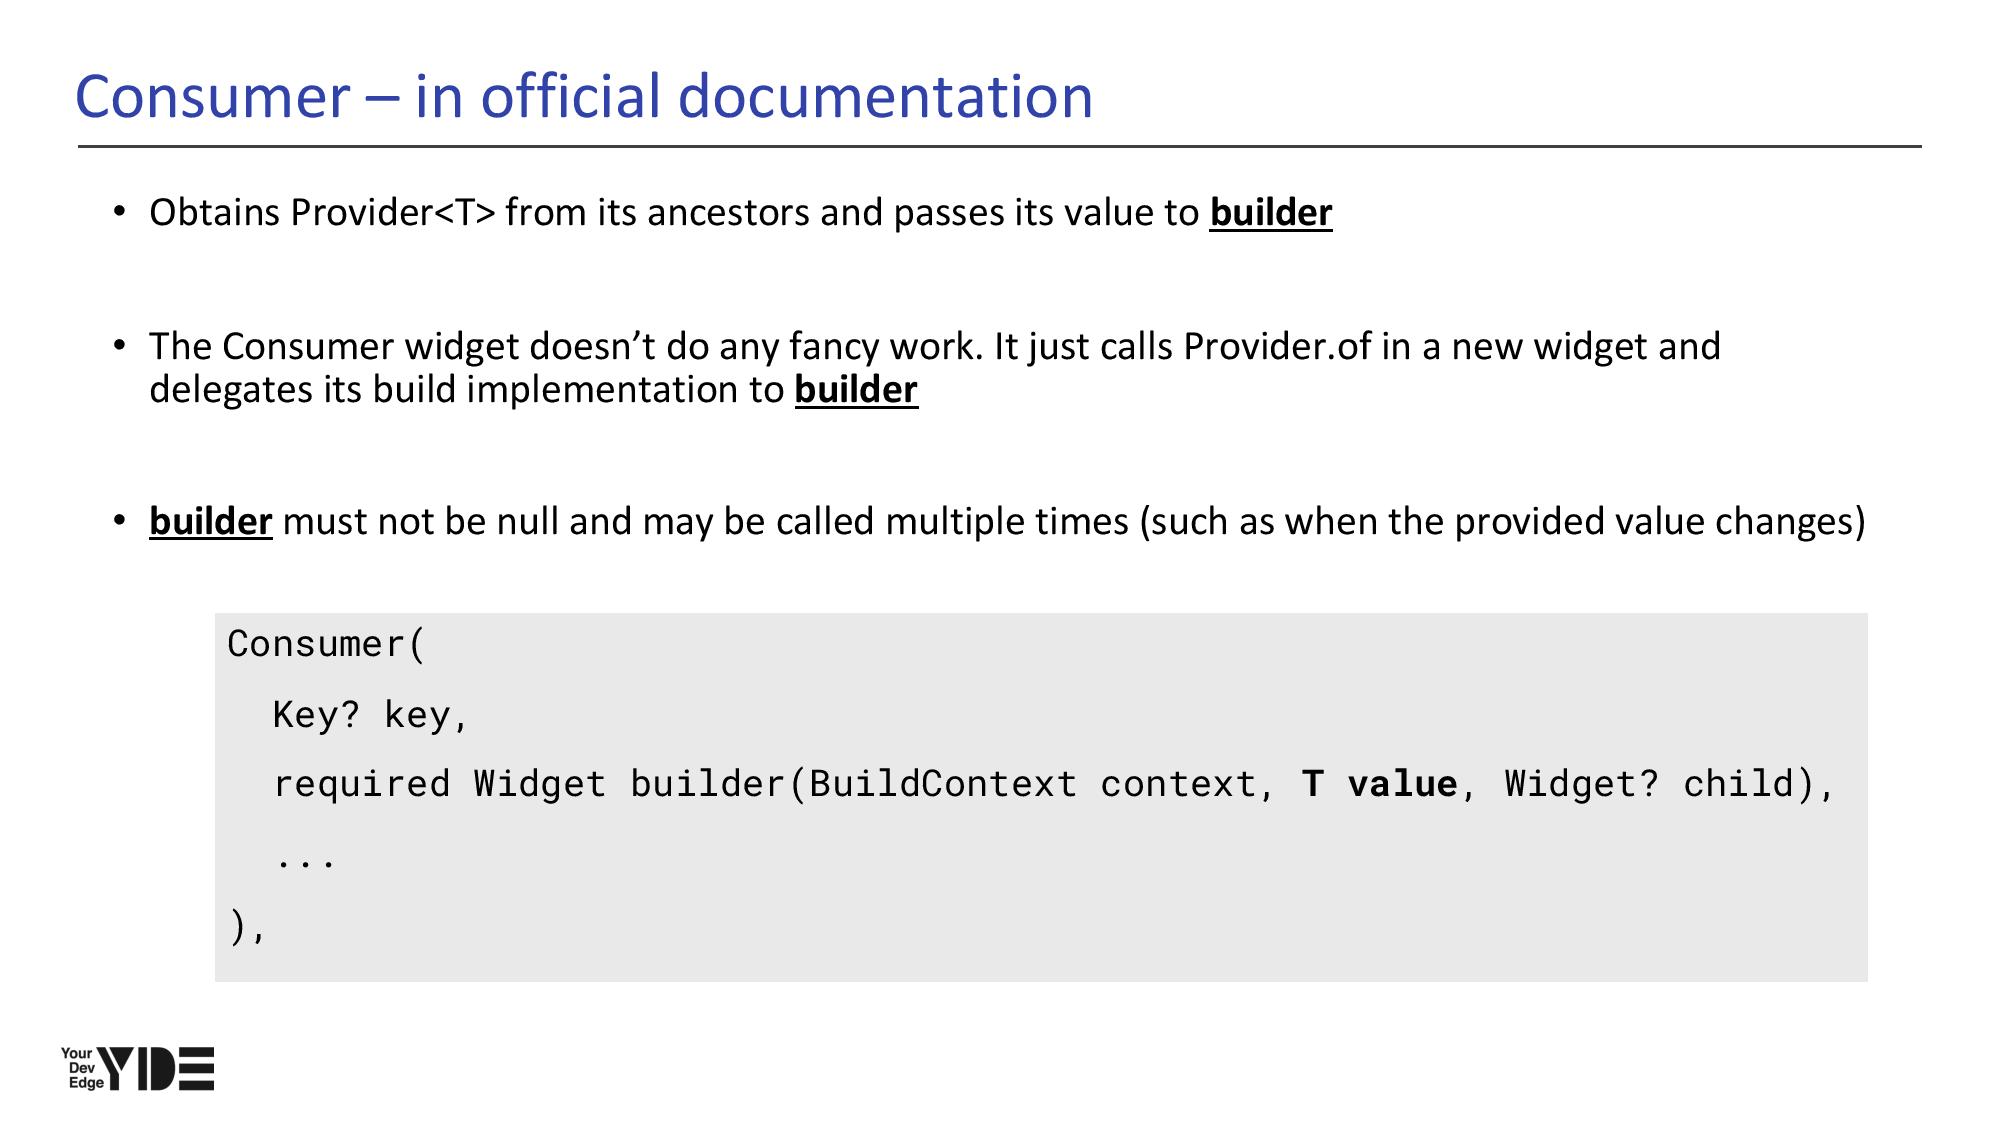 Consumer – in official documentation
• Obtains Provider<T> from its ancestors and passes its value to builder
• The Consumer widget doesn’t do any fancy work. It just calls Provider.of in a new widget and
delegates its build implementation to builder
• builder must not be null and may be called multiple times (such as when the provided value changes)
Consumer(
  Key? key,
  required Widget builder(BuildContext context, T value, Widget? child),
  ...
),
Your
Dev
Edge
YDE